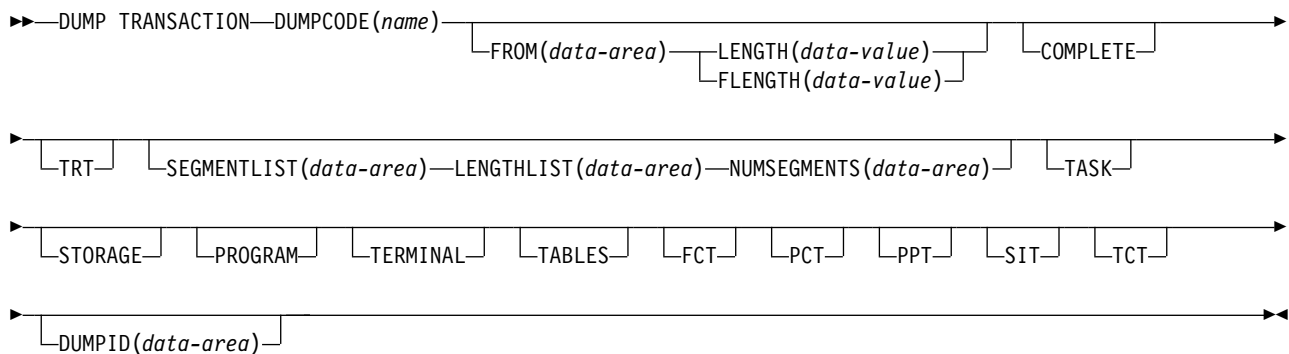 DUMP TRANSACTION DUMPCODE(name)
FROM(data-area) LENGTH(data-value) COMPLETE
FLENGTH(data-value)
TRT SEGMENTLIST(data-area) LENGTHLIST(data-area) NUMSEGMENTS(data-area) TASK
STORAGE PROGRAM TERMINAL TABLES FCT PCT PPT SIT TCT
DUMPID(data-area)